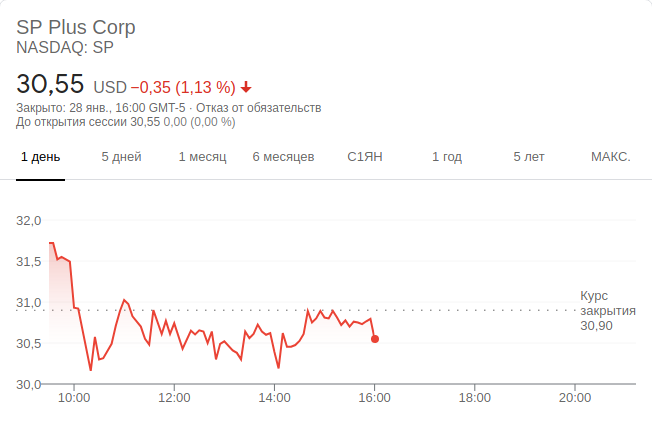 SP Plus Corp
NASDAQ: SP
30,55 USD −0,35 (1,13 %)
Закрыто: 28 янв., 16:00 GMT-5 · Отказ от обязательств
До открытия сессии 30,55 0,00 (0,00 %)
1 день 5 дней 1 месяц 6 месяцев С1ЯН 1 год 5 лет МАКС.
32,0
31,5
31,0
30,5
30,0
Курс
закрытия
30,90
10:00 12:00 14:00 16:00 18:00 20:00